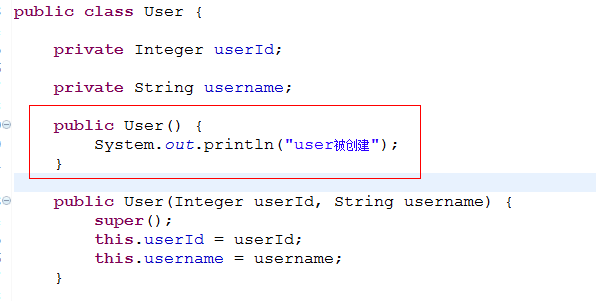 public class User {
private Integer userId;
private String username;
public User() {
System.out.println("user被创建");
}
public User(Integer userId, String username) {
super();
this.userId = userId;
this.username = username;
}